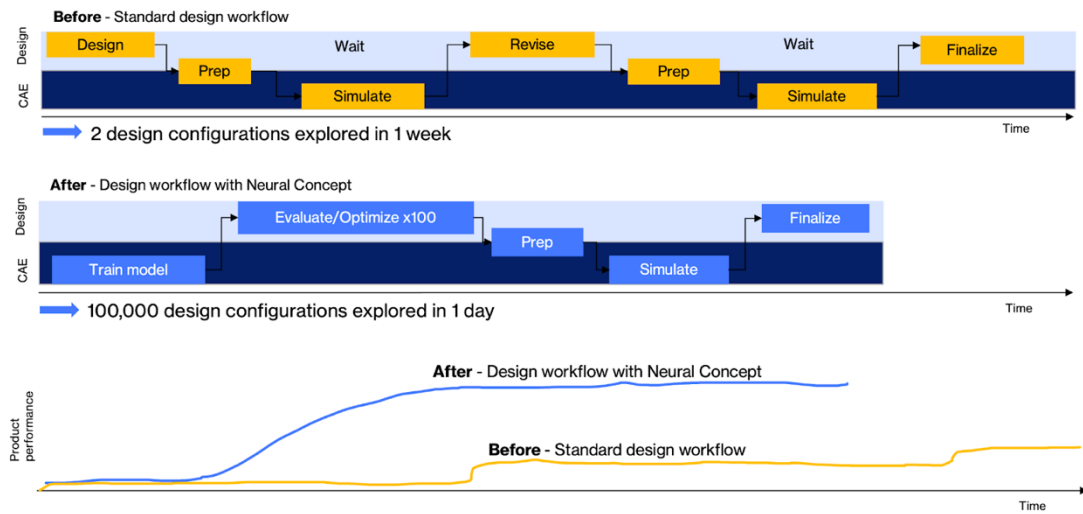 Before - Standard design workflow
Design
CAE
Design
Prep
Wait
Simulate
Revise
Prep
Wait
Simulate
Finalize
Time
2 design configurations explored in 1 week
After - Design workflow with Neural Concept
Design
CAE
Train model
Evaluate/Optimize x100
Prep
Simulate
Finalize
Time
100,000 design configurations explored in 1 day
Product
performance
After - Design workflow with Neural Concept
Before - Standard design workflow
Time